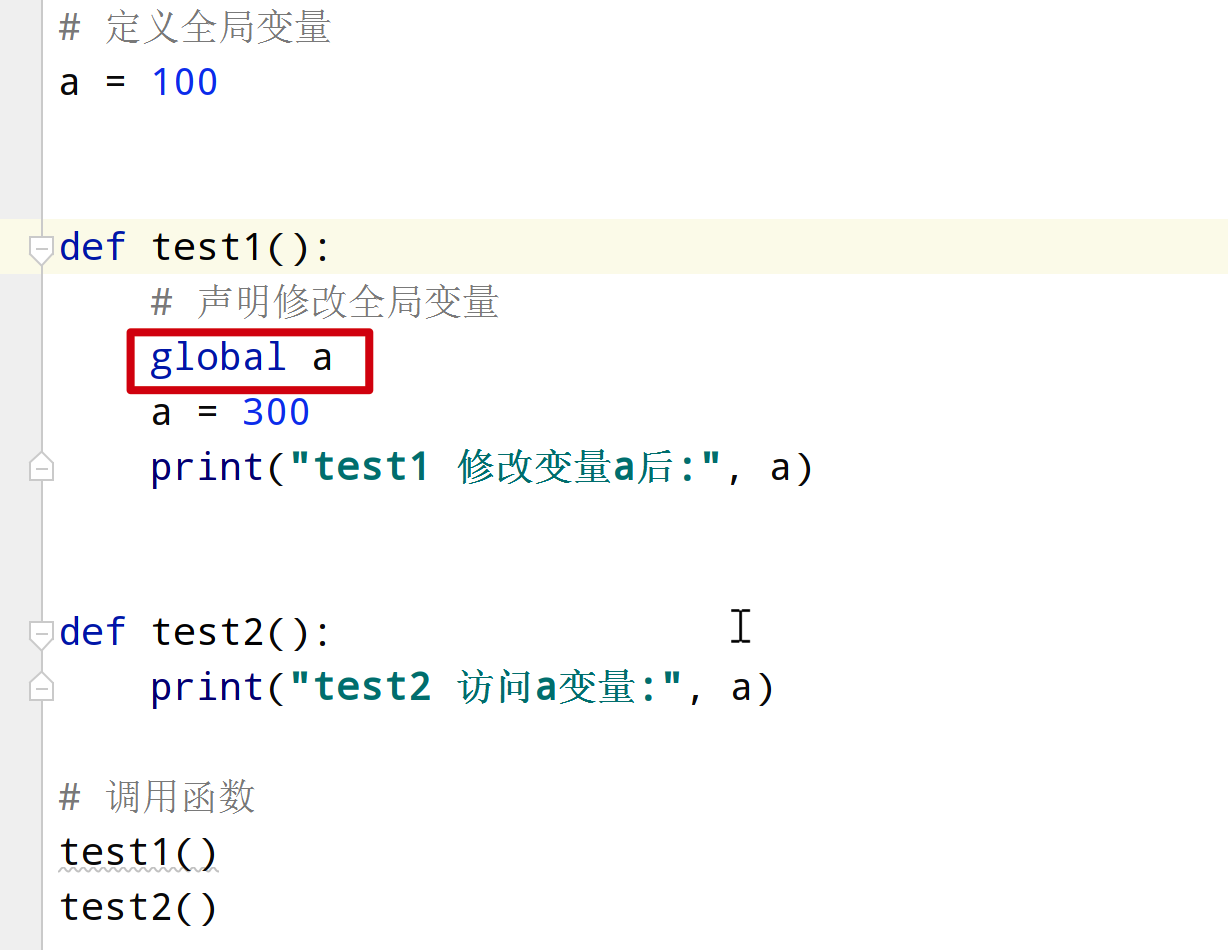 # 定义全局变量
a = 100
def test1():
    # 声明修改全局变量
    global a
    a = 300
    print("test1 修改变量a后:", a)
def test2():
    print("test2 访问a变量:", a)
# 调用函数
test1()
test2()